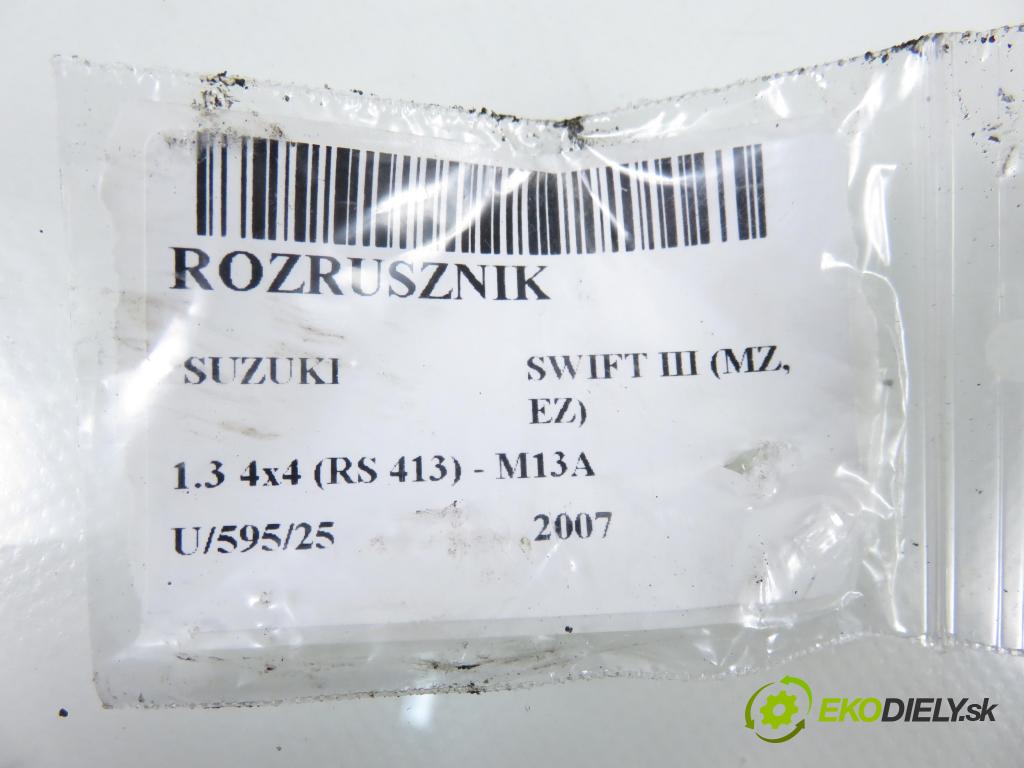 ROZRUSZNIK
SUZUKI SWIFT III (MZ,
EZ)
1.3 4x4 (RS 413) - M13A
U/595/25 2007
EKODIELY.sk